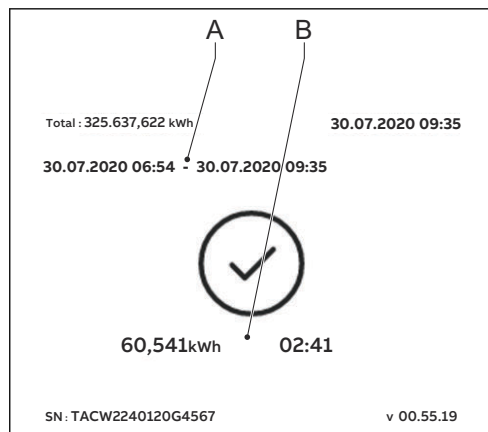 A B
Total : 325.637,622 kWh 30.07.2020 09:35
30.07.2020 06:54 - 30.07.2020 09:35
60,541kWh 02:41
SN: TACW2240120G4567 v 00.55.19